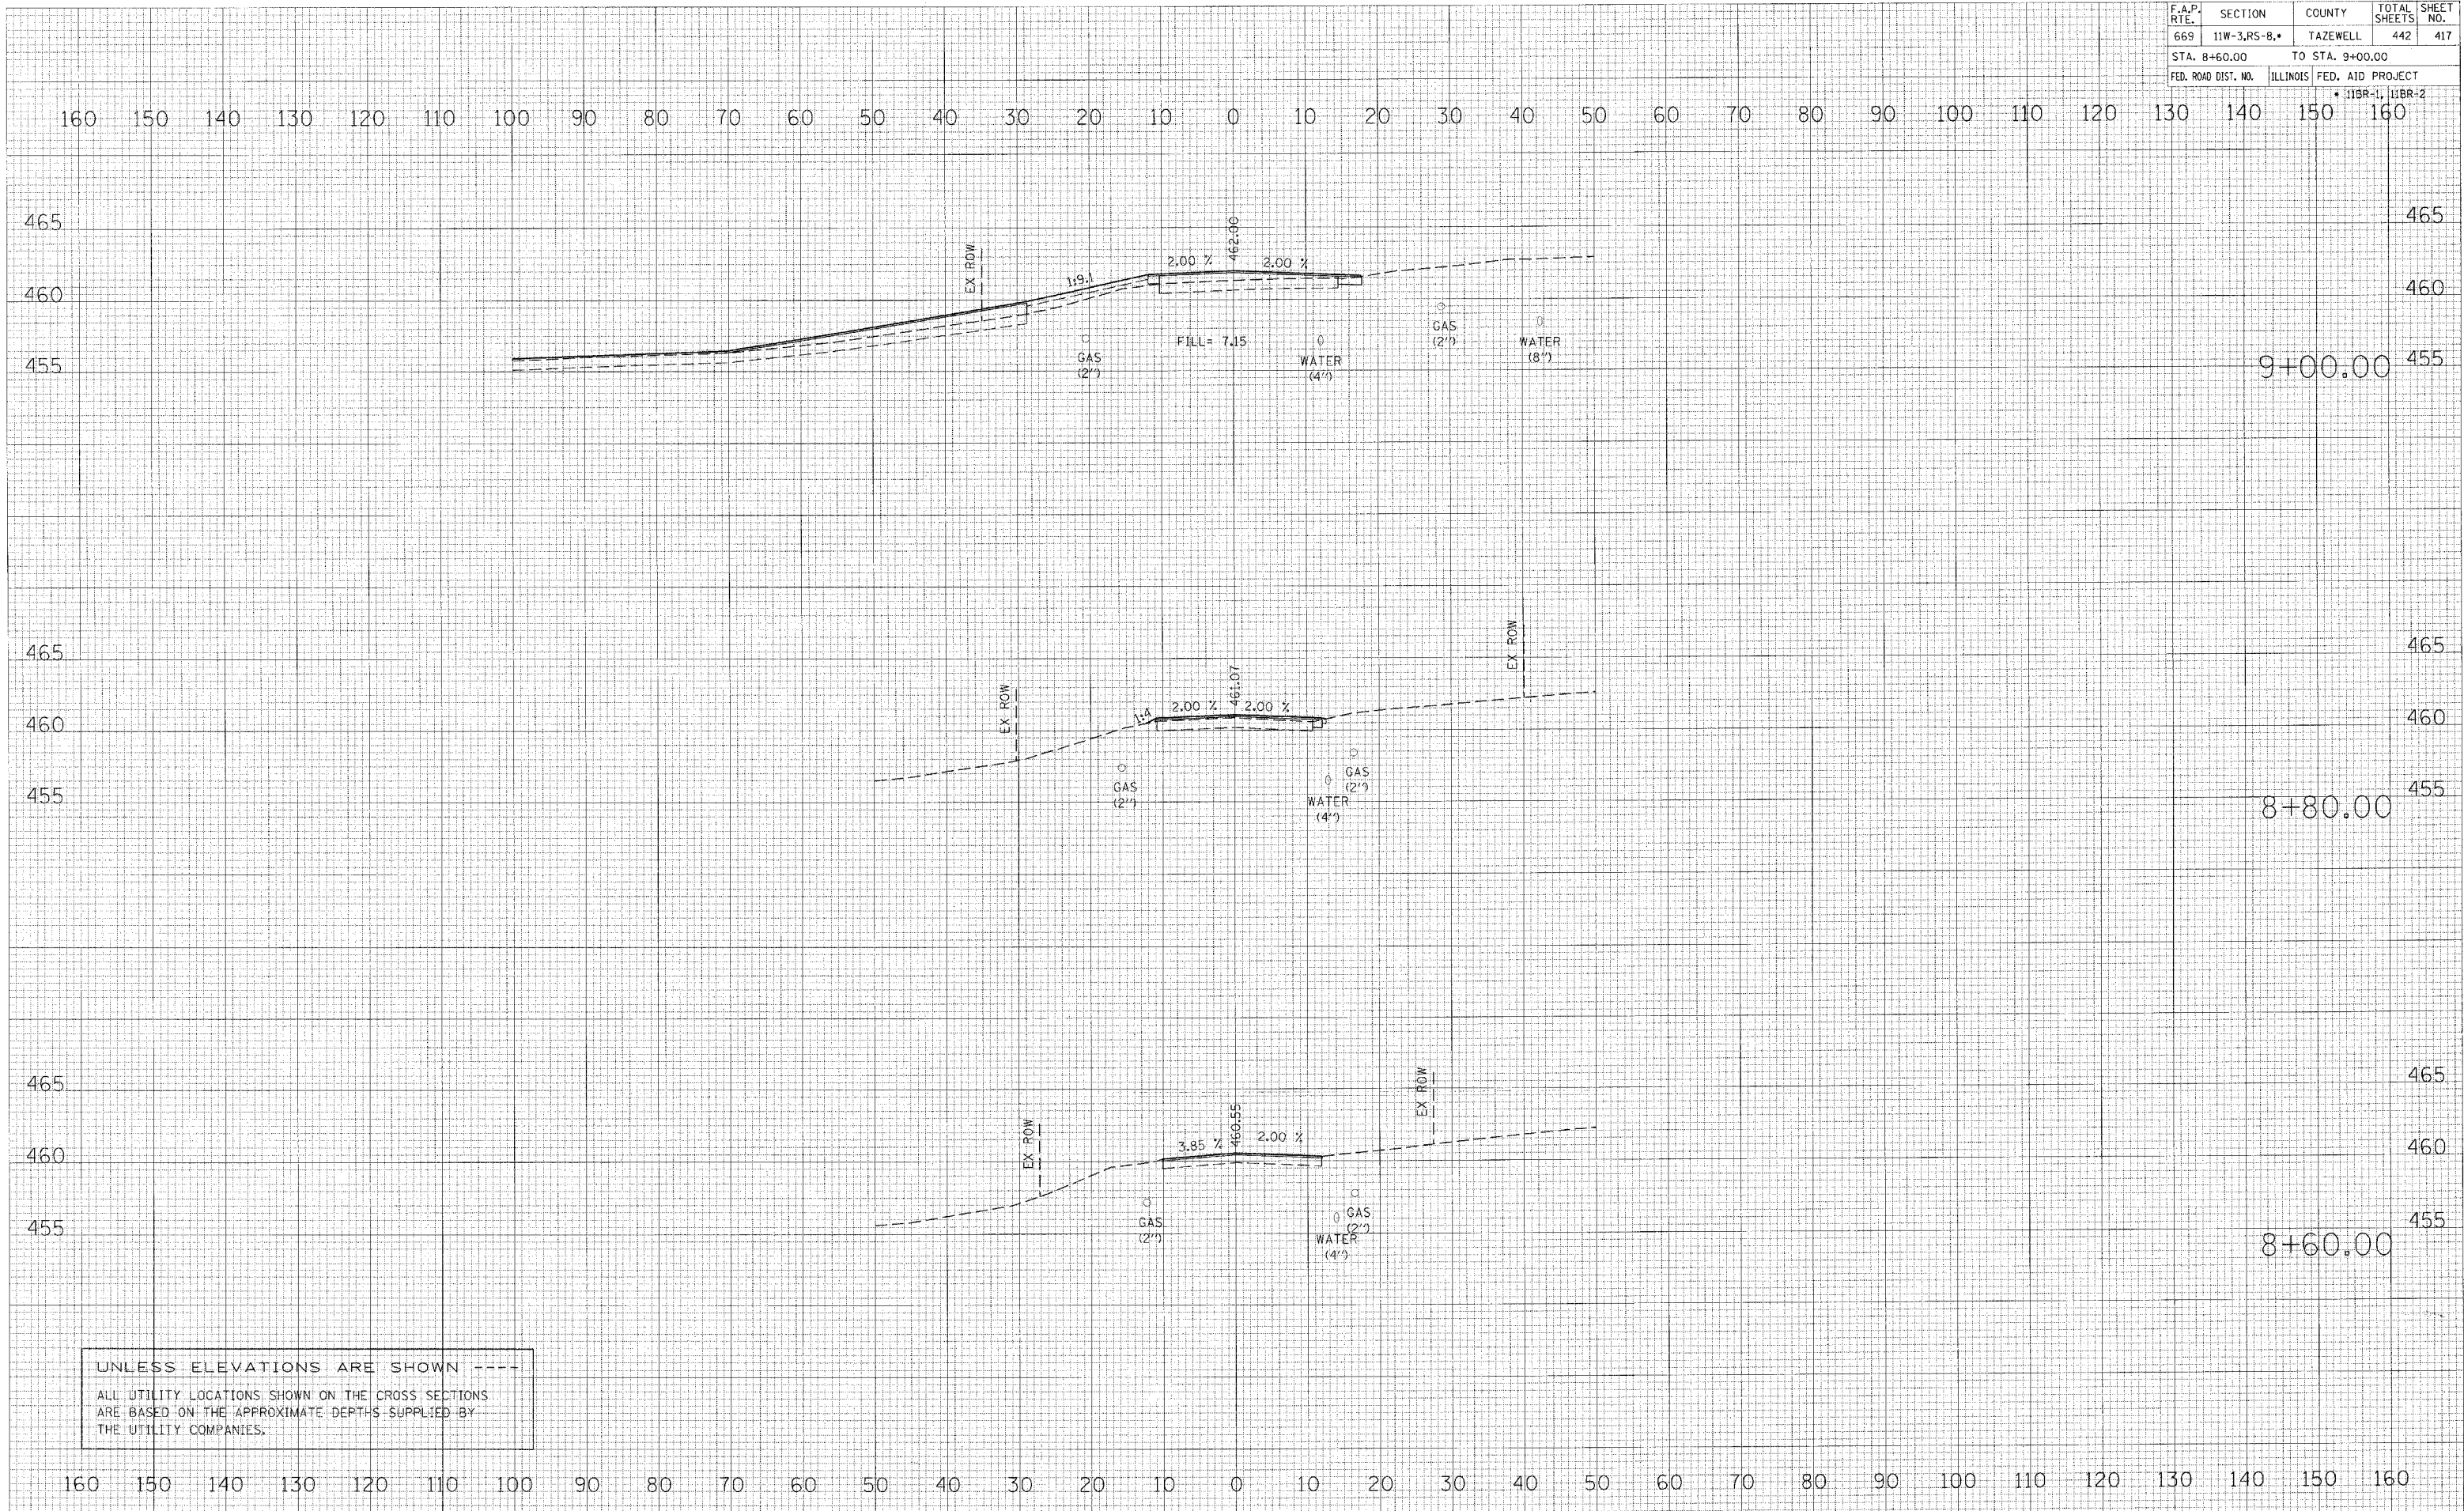 F.A.P. RTE. SECTION COUNTY TOTAL SHEETS SHEET NO.
669 11W-3,RS-8,* TAZEWELL 442 417
STA. 8+60.00 TO STA. 9+00.00
FED. ROAD DIST. NO. ILLINOIS FED. AID PROJECT
* 11BR-1, 11BR-2
160 150 140 130 120 110 100 90 80 70 60 50 40 30 20 10 0 10 20 30 40 50 60 70 80 90 100 110 120 130 140 150 160
465 465
460 460
455 455
EX ROW
1:9.1
2.00 % 462.00 2.00 %
GAS (2")
FILL= 7.15
WATER (4")
GAS (2")
WATER (8")
9+00.00
465 465
460 460
455 455
EX ROW
1:4
2.00 % 461.07 2.00 %
EX ROW
GAS (2")
WATER (4")
GAS (2")
8+80.00
465 465
460 460
455 455
EX ROW
3.85 % 460.55 2.00 %
EX ROW
GAS (2")
WATER (4")
GAS (2")
8+60.00
UNLESS ELEVATIONS ARE SHOWN ----
ALL UTILITY LOCATIONS SHOWN ON THE CROSS SECTIONS
ARE BASED ON THE APPROXIMATE DEPTHS SUPPLIED BY
THE UTILITY COMPANIES.
160 150 140 130 120 110 100 90 80 70 60 50 40 30 20 10 0 10 20 30 40 50 60 70 80 90 100 110 120 130 140 150 160